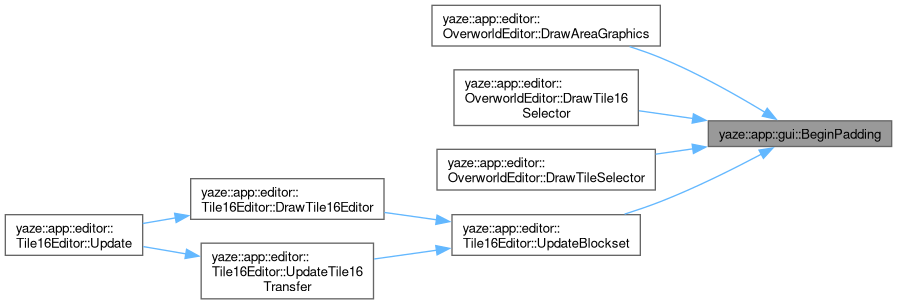 yaze::app::editor::
OverworldEditor::DrawAreaGraphics
yaze::app::editor::
OverworldEditor::DrawTile16
Selector
yaze::app::gui::BeginPadding
yaze::app::editor::
OverworldEditor::DrawTileSelector
yaze::app::editor::
Tile16Editor::DrawTile16Editor
yaze::app::editor::
Tile16Editor::Update
yaze::app::editor::
Tile16Editor::UpdateBlockset
yaze::app::editor::
Tile16Editor::UpdateTile16
Transfer